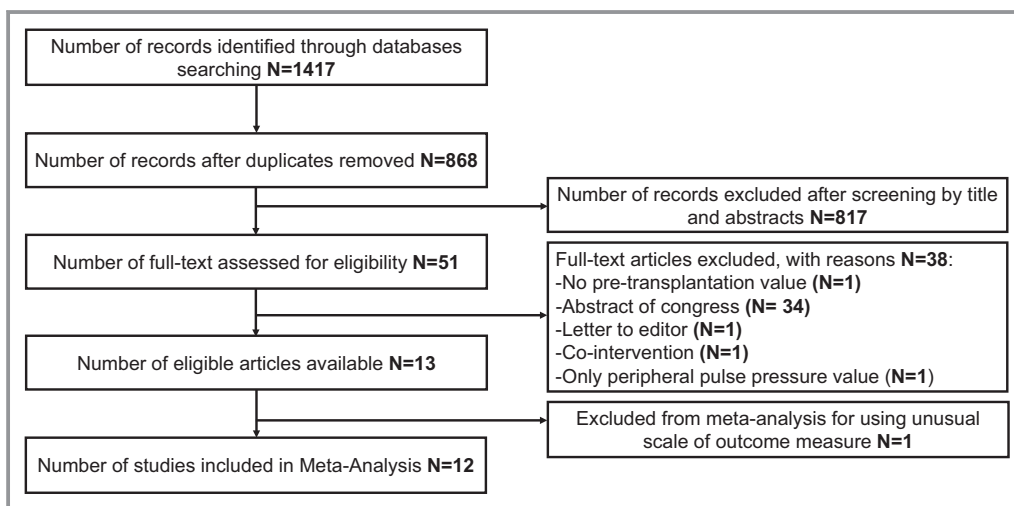 Number of records identified through databases
searching N=1417
Number of records after duplicates removed N=868
Number of records excluded after screening by title
and abstracts N=817
Number of full-text assessed for eligibility N=51
Full-text articles excluded, with reasons N=38:
-No pre-transplantation value (N=1)
-Abstract of congress (N= 34)
-Letter to editor (N=1)
-Co-intervention (N=1)
-Only peripheral pulse pressure value (N=1)
Number of eligible articles available N=13
Excluded from meta-analysis for using unusual
scale of outcome measure N=1
Number of studies included in Meta-Analysis N=12